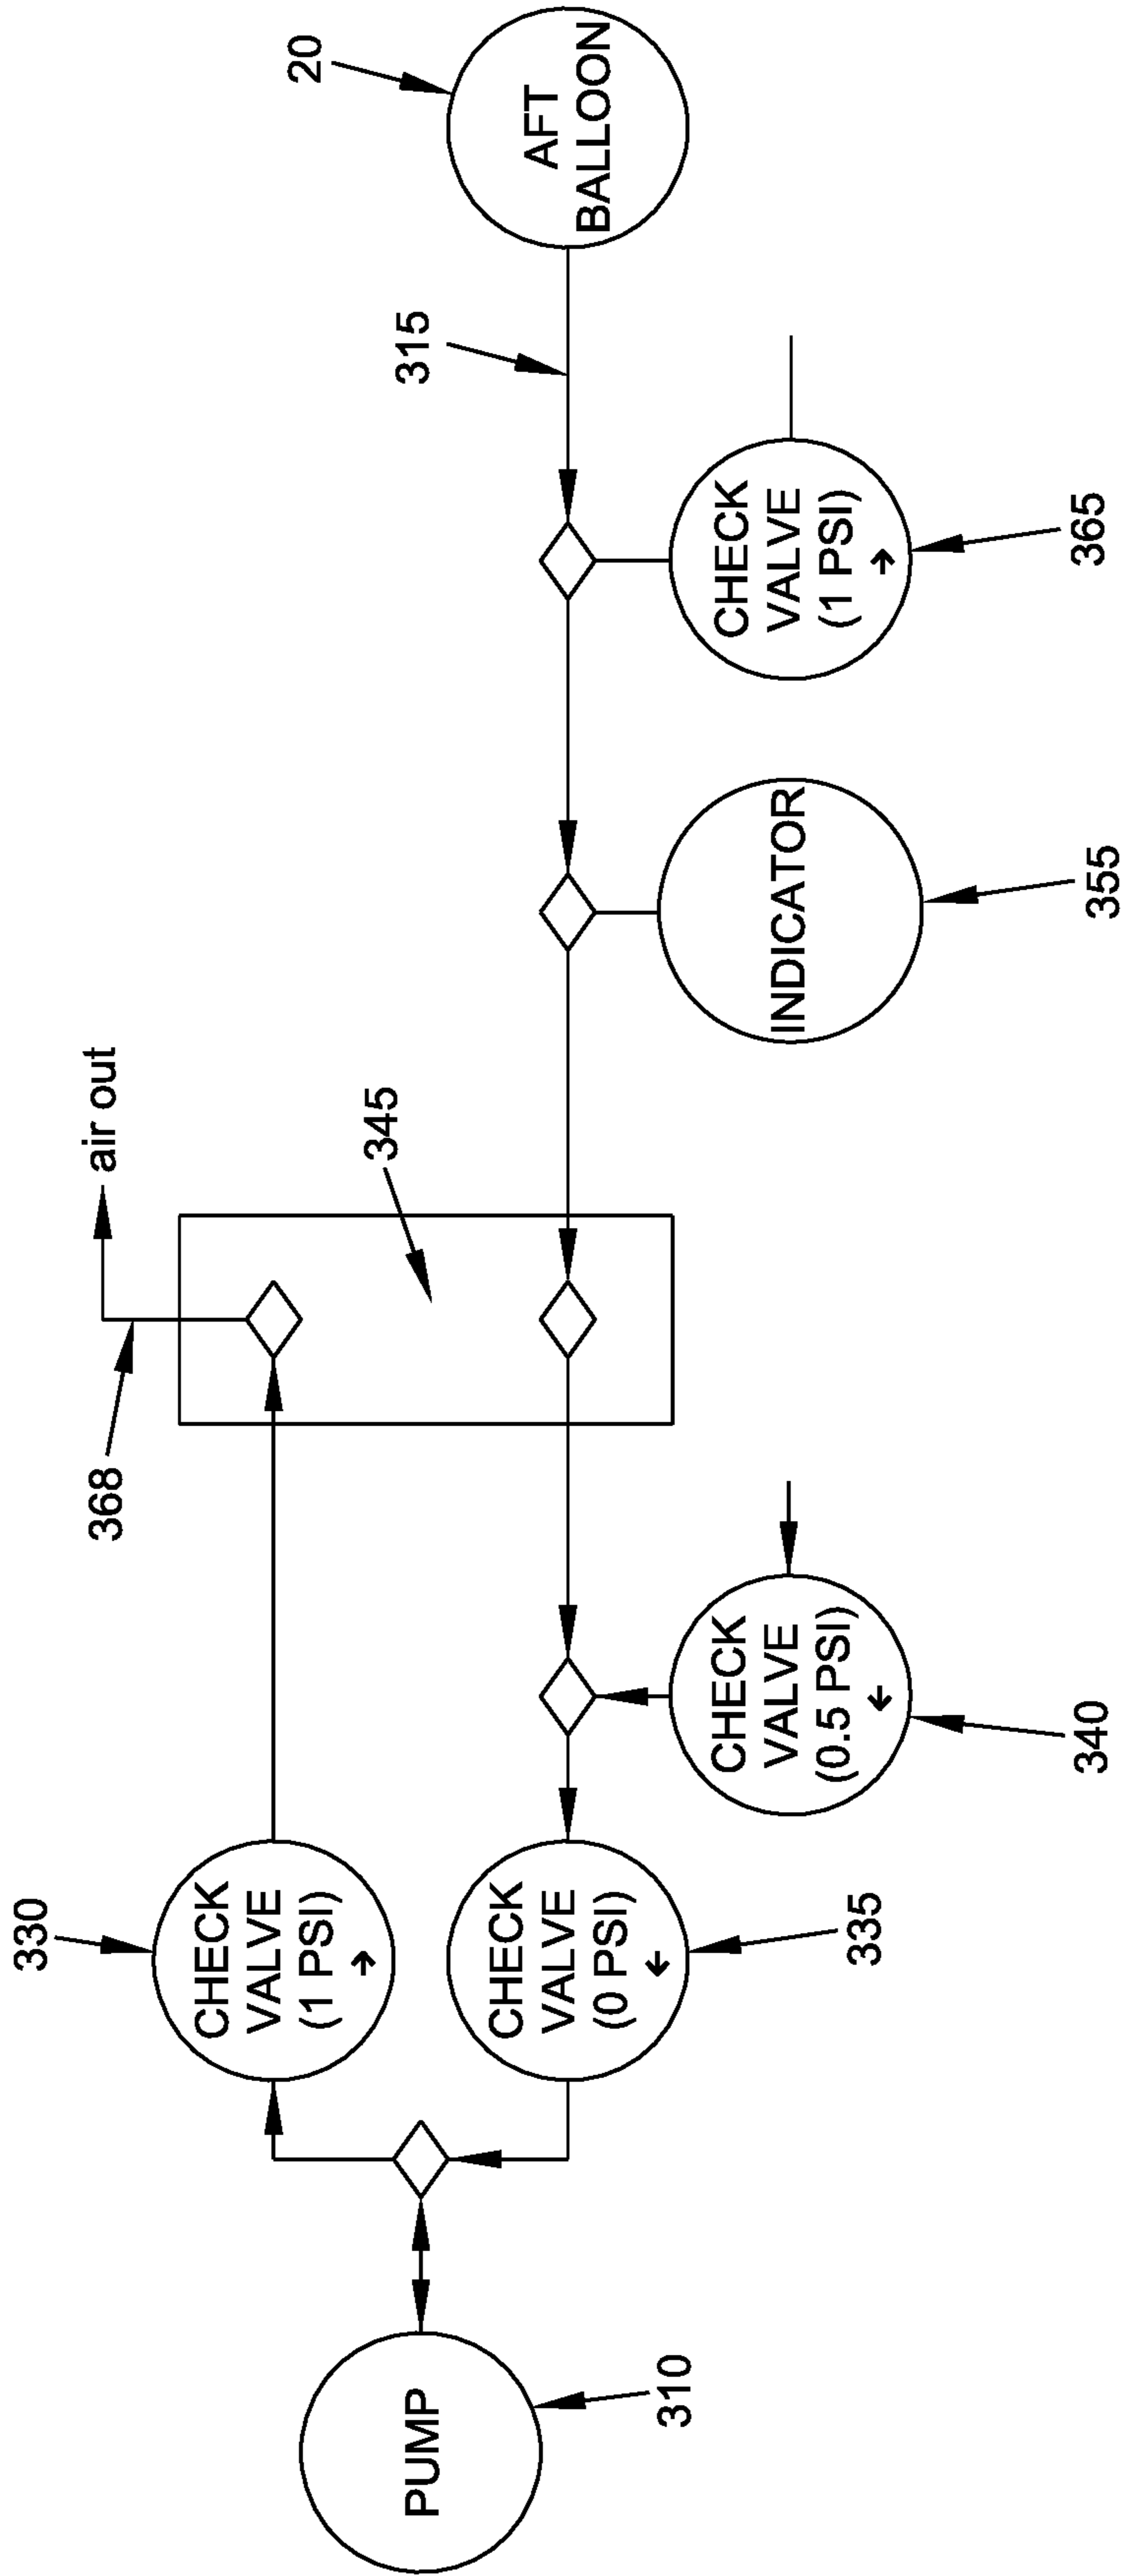 368
air out
330
CHECK
VALVE
(1 PSI)
→
345
315
20
PUMP
310
CHECK
VALVE
(0 PSI)
←
335
AFT
BALLOON
CHECK
VALVE
(0.5 PSI)
←
340
INDICATOR
355
CHECK
VALVE
(1 PSI)
→
365